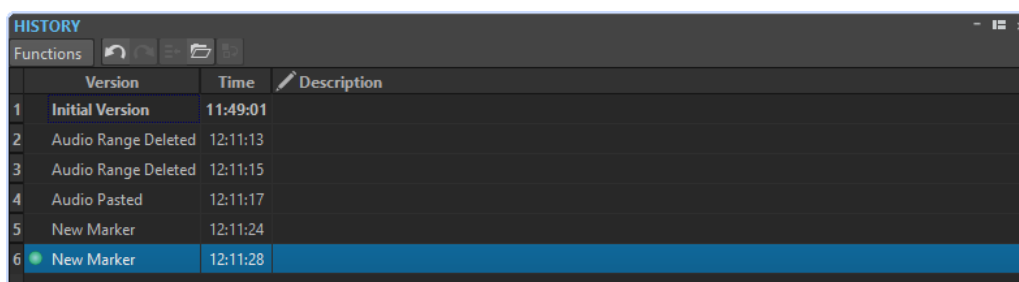 HISTORY
Functions
Version Time Description
1 Initial Version 11:49:01
2 Audio Range Deleted 12:11:13
3 Audio Range Deleted 12:11:15
4 Audio Pasted 12:11:17
5 New Marker 12:11:24
6 New Marker 12:11:28